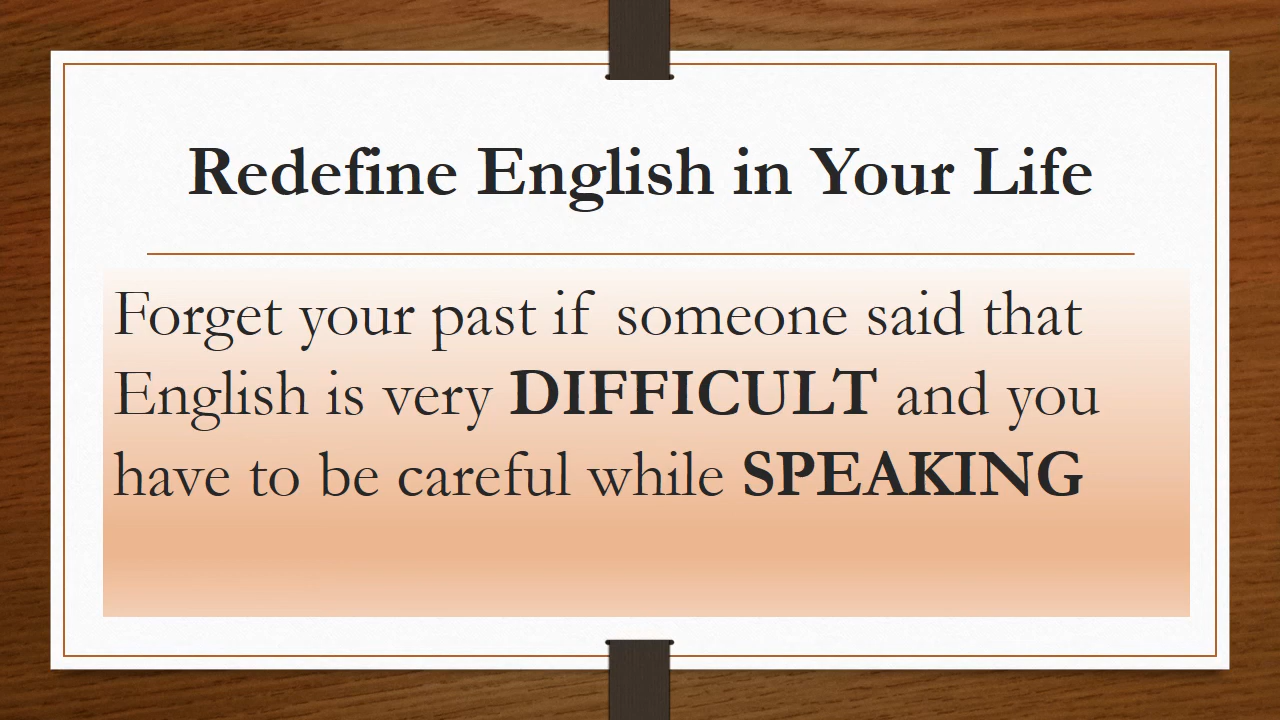 Redefine English in Your Life
Forget your past if someone said that
English is very DIFFICULT and you
have to be careful while SPEAKING